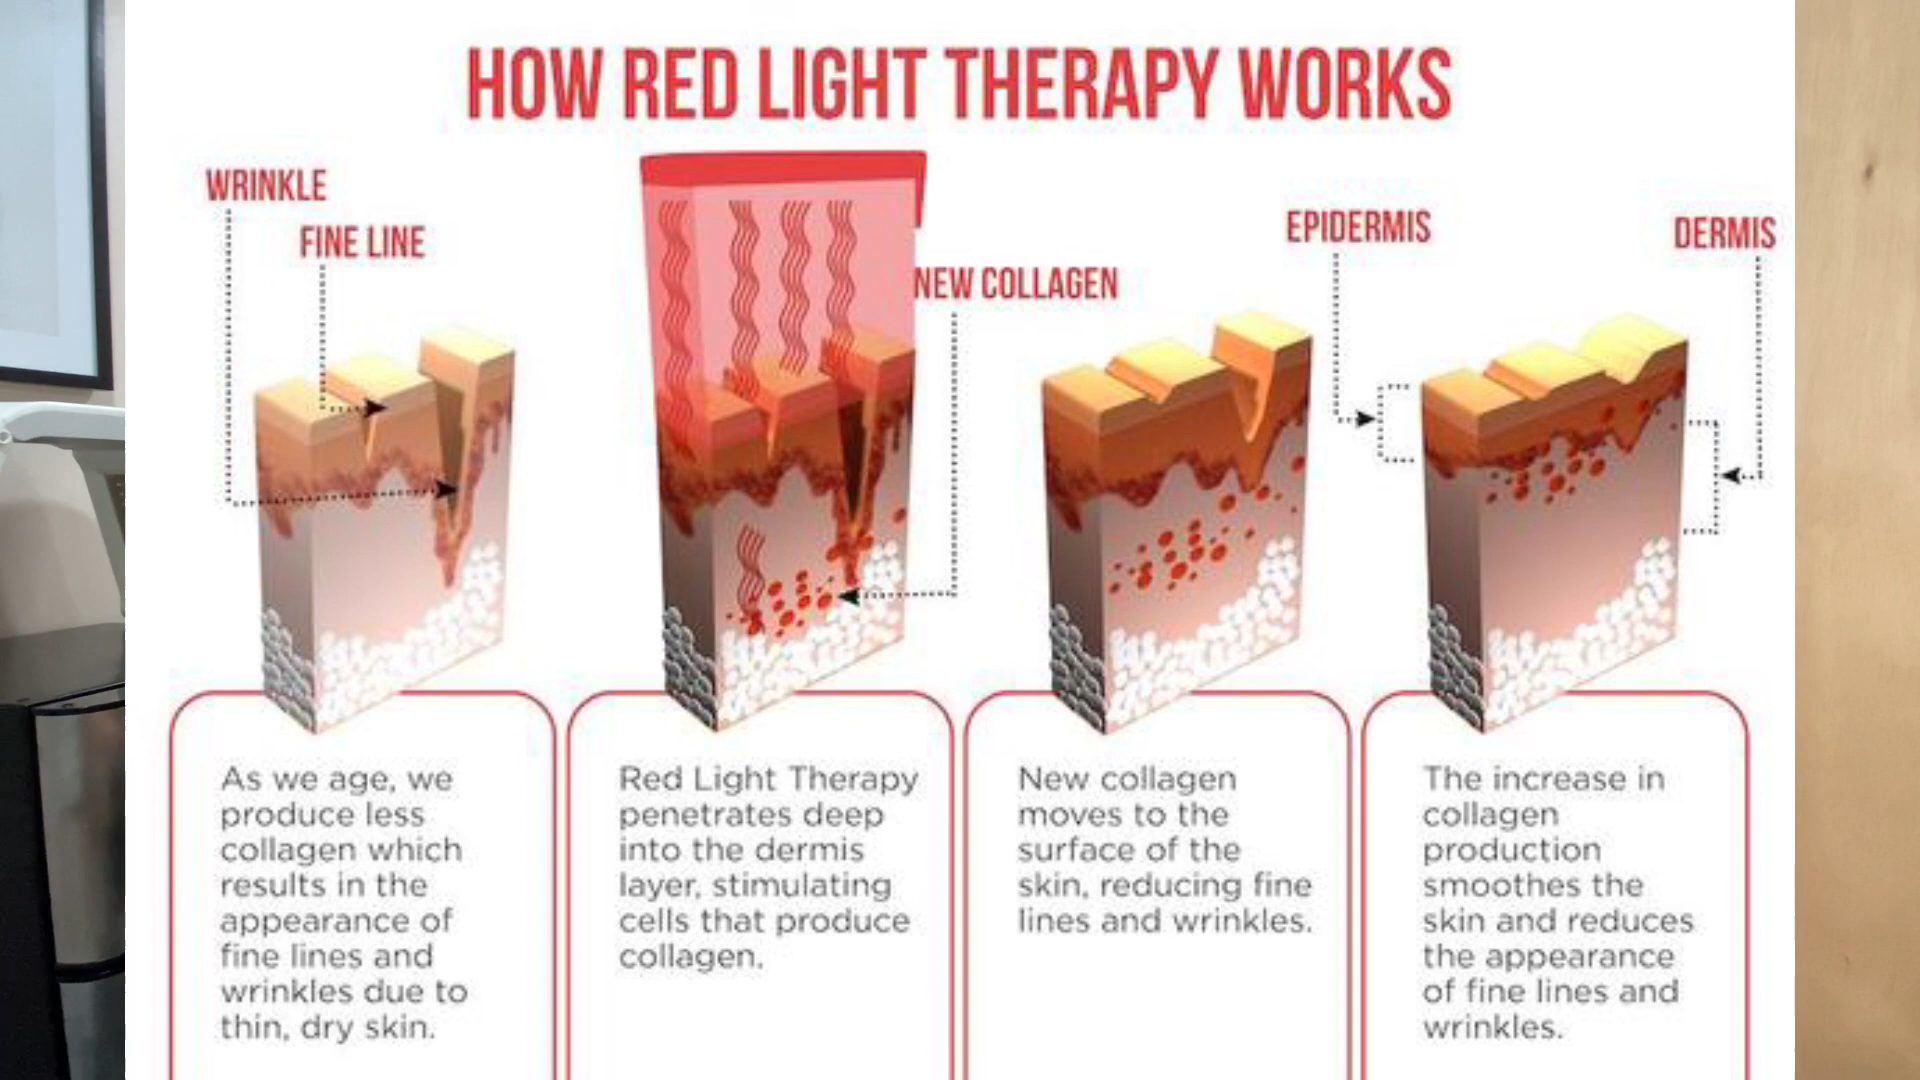 HOW RED LIGHT THERAPY WORKS
WRINKLE
FINE LINE
NEW COLLAGEN
EPIDERMIS
DERMIS
As we age, we
produce less
collagen which
results in the
appearance of
fine lines and
wrinkles due to
thin, dry skin.
Red Light Therapy
penetrates deep
into the dermis
layer, stimulating
cells that produce
collagen.
New collagen
moves to the
surface of the
skin, reducing fine
lines and wrinkles.
The increase in
collagen
production
smoothes the
skin and reduces
the appearance
of fine lines and
wrinkles.